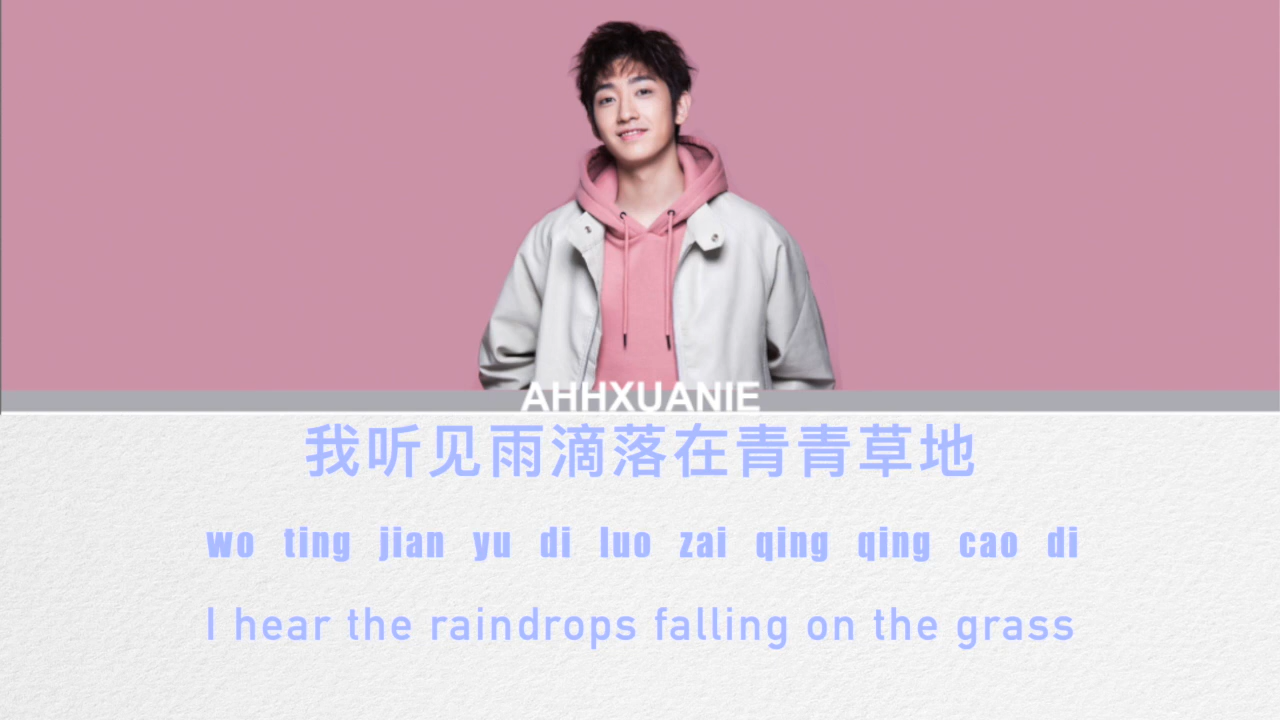 AHHXUANIE
我听见雨滴落在青青草地
wo ting jian yu di luo zai qing qing cao di
I hear the raindrops falling on the grass